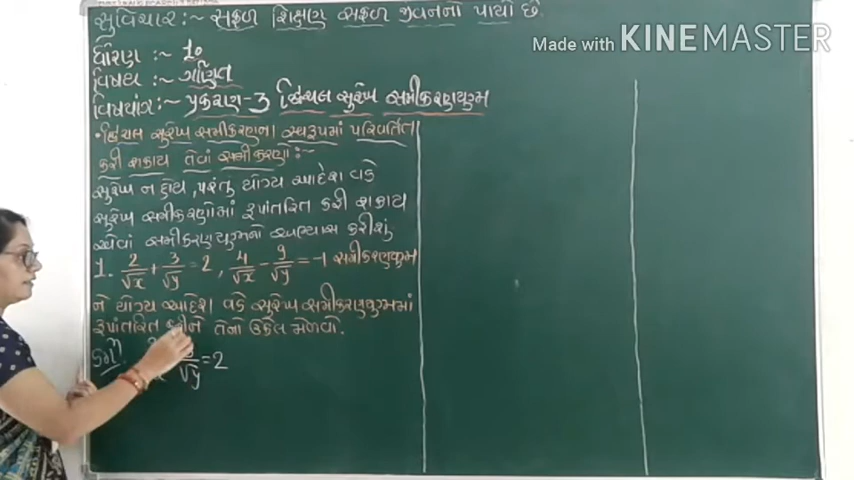 સુવિચાર :~ સફળ શિક્ષણ સફળ જીવનનો પાયો છે.
Made with KINEMASTER
ધોરણ :~ 10
વિષય :~ ગણિત
વિષયાંગ :~ પ્રકરણ-3 દ્વિચલ સુરેખ સમીકરણયુગ્મ
• દ્વિચલ સુરેખ સમીકરણના સ્વરૂપમાં પરિવર્તિત
કરી શકાય તેવાં સમીકરણો :~
સુરેખ ન હોય, પરંતુ યોગ્ય આદેશ વડે
સુરેખ સમીકરણોમાં રૂપાંતરિત કરી શકાય
એવાં સમીકરણયુગ્મનો અભ્યાસ કરીશું
1. 2/√x + 3/√y = 2, 4/√x - 9/√y = -1 સમીકરણયુગ્મ
ને યોગ્ય આદેશ વડે સુરેખ સમીકરણયુગ્મમાં
રૂપાંતરિત કરીને તેનો ઉકેલ મેળવો.
√y = 2